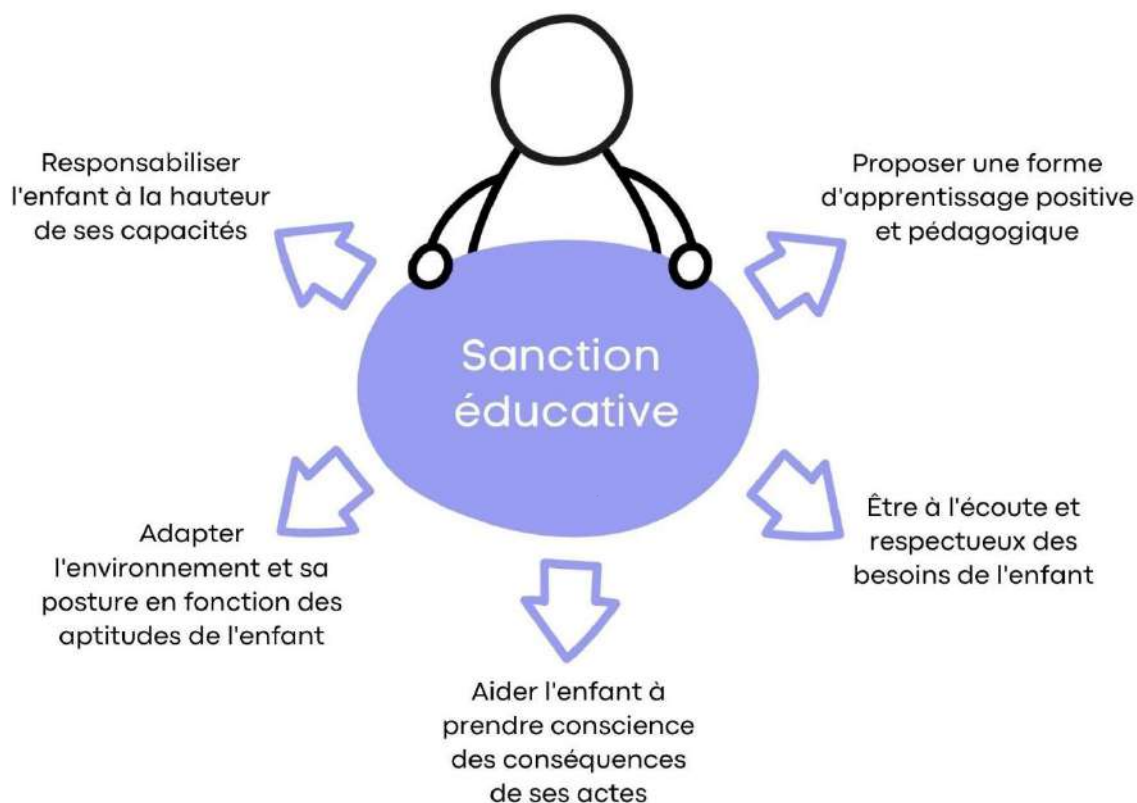 Responsabiliser
l'enfant à la hauteur
de ses capacités
Proposer une forme
d'apprentissage positive
et pédagogique
Sanction
éducative
Adapter
l'environnement et sa
posture en fonction des
aptitudes de l'enfant
Être à l'écoute et
respectueux des
besoins de l'enfant
Aider l'enfant à
prendre conscience
des conséquences
de ses actes